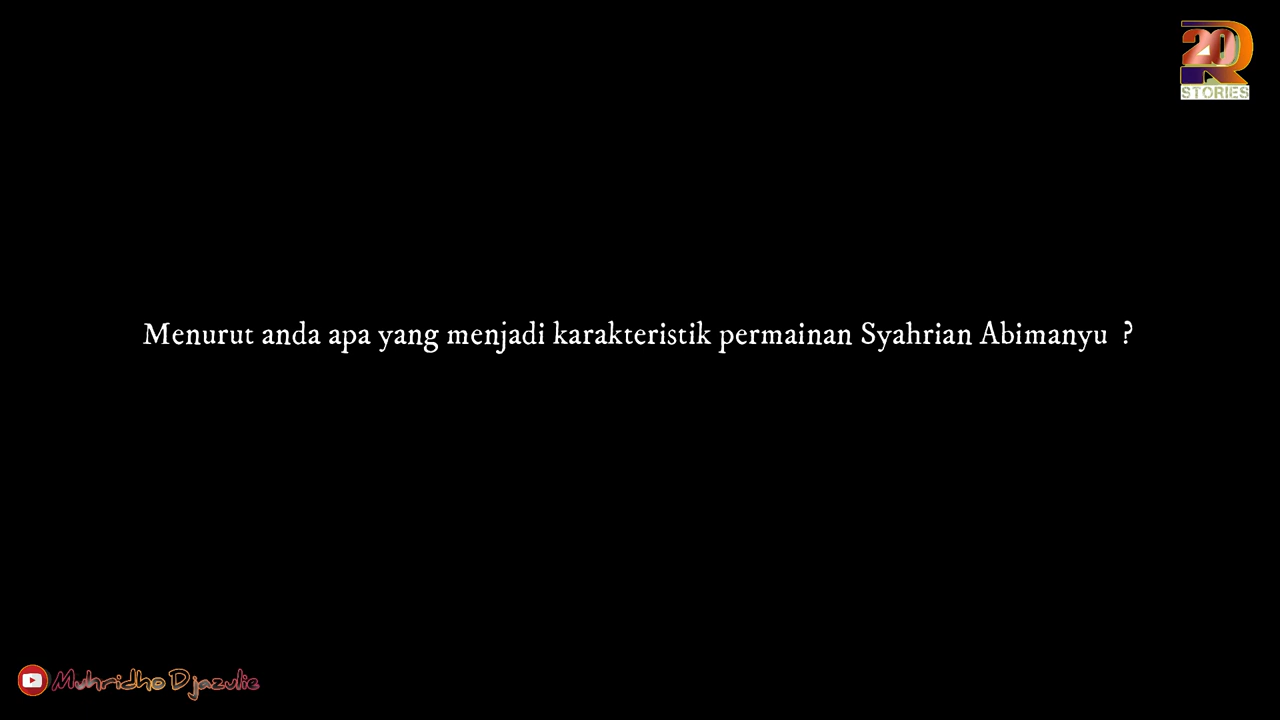 20
STORIES
Menurut anda apa yang menjadi karakteristik permainan Syahrian Abimanyu ?
Muhridho Djazulie